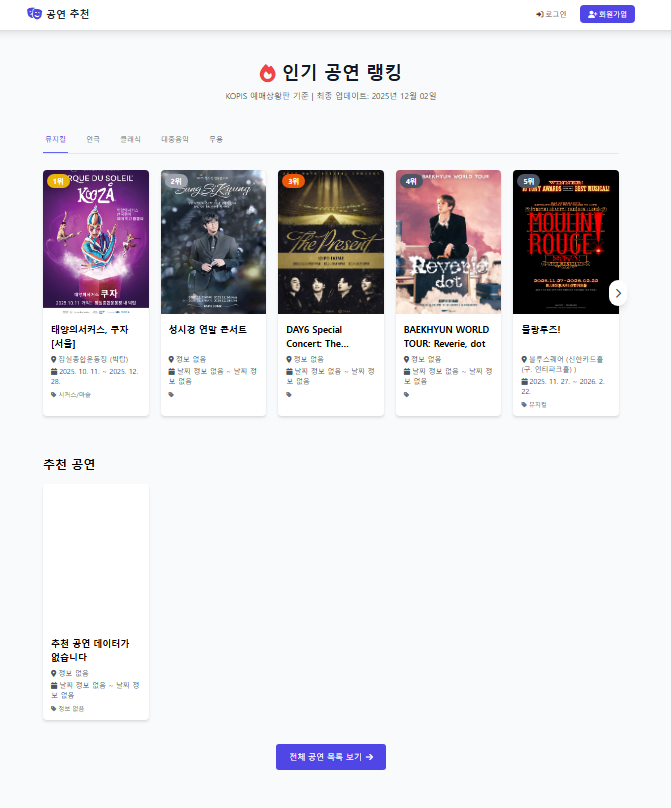 공연 추천
로그인
회원가입
인기 공연 랭킹
KOPIS 예매상황판 기준 | 최종 업데이트: 2025년 12월 02일
뮤지컬
연극
클래식
대중음악
무용
1위
CIRQUE DU SOLEIL
KOOZA
태양의서커스 쿠자
태양의서커스, 쿠자
[서울]
잠실종합운동장 (빅탑)
2025. 10. 11. ~ 2025. 12.
28.
서커스/마술
2위
Sung Si Kyung
성시경 연말 콘서트
정보 없음
날짜 정보 없음 ~ 날짜 정
보 없음
3위
The Present
DAY6 Special
Concert: The...
정보 없음
날짜 정보 없음 ~ 날짜 정
보 없음
4위
BAEKHYUN WORLD TOUR
Reverie
dot
BAEKHYUN WORLD
TOUR: Reverie, dot
정보 없음
날짜 정보 없음 ~ 날짜 정
보 없음
5위
MOULIN
ROUGE!
2025.11.27-2026.02.22
물랑루즈!
블루스퀘어 (신한카드홀
(구. 인터파크홀) )
2025. 11. 27. ~ 2026. 2.
22.
뮤지컬
추천 공연
추천 공연 데이터가
없습니다
정보 없음
날짜 정보 없음 ~ 날짜 정
보 없음
정보 없음
전체 공연 목록 보기